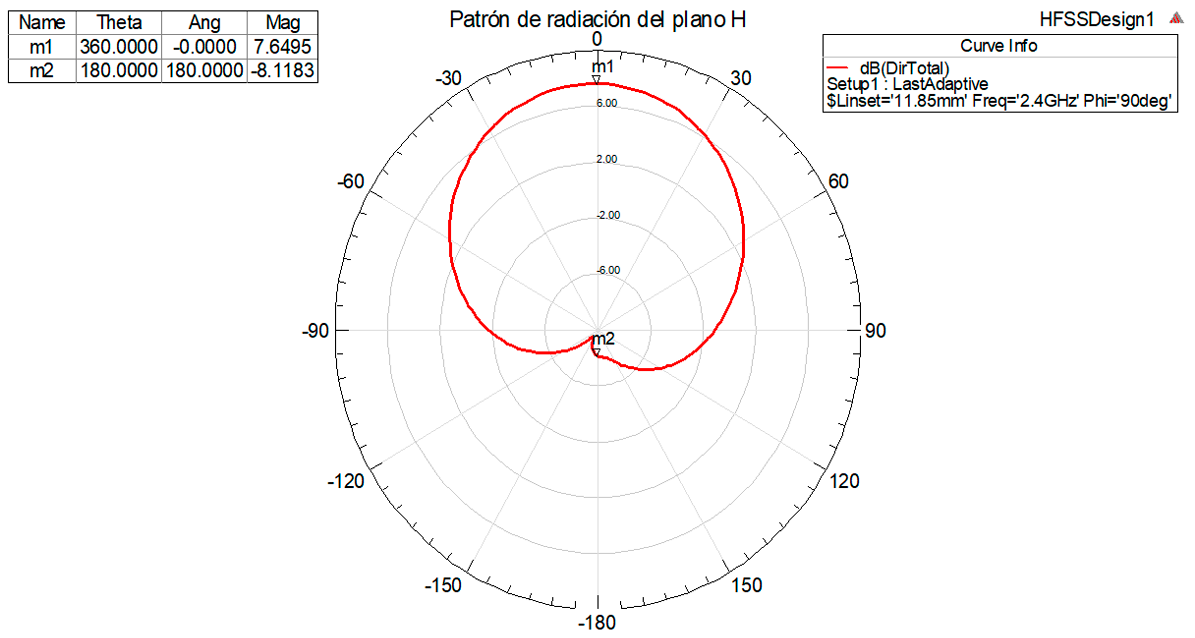 Name Theta Ang Mag
m1 360.0000 -0.0000 7.6495
m2 180.0000 180.0000 -8.1183
Patrón de radiación del plano H
HFSSDesign1
Curve Info
dB(DirTotal)
Setup1 : LastAdaptive
$Linset='11.85mm' Freq='2.4GHz' Phi='90deg'
0
m1
-30
30
6.00
2.00
-60
60
-2.00
-6.00
-90
m2
90
-120
120
-150
150
-180